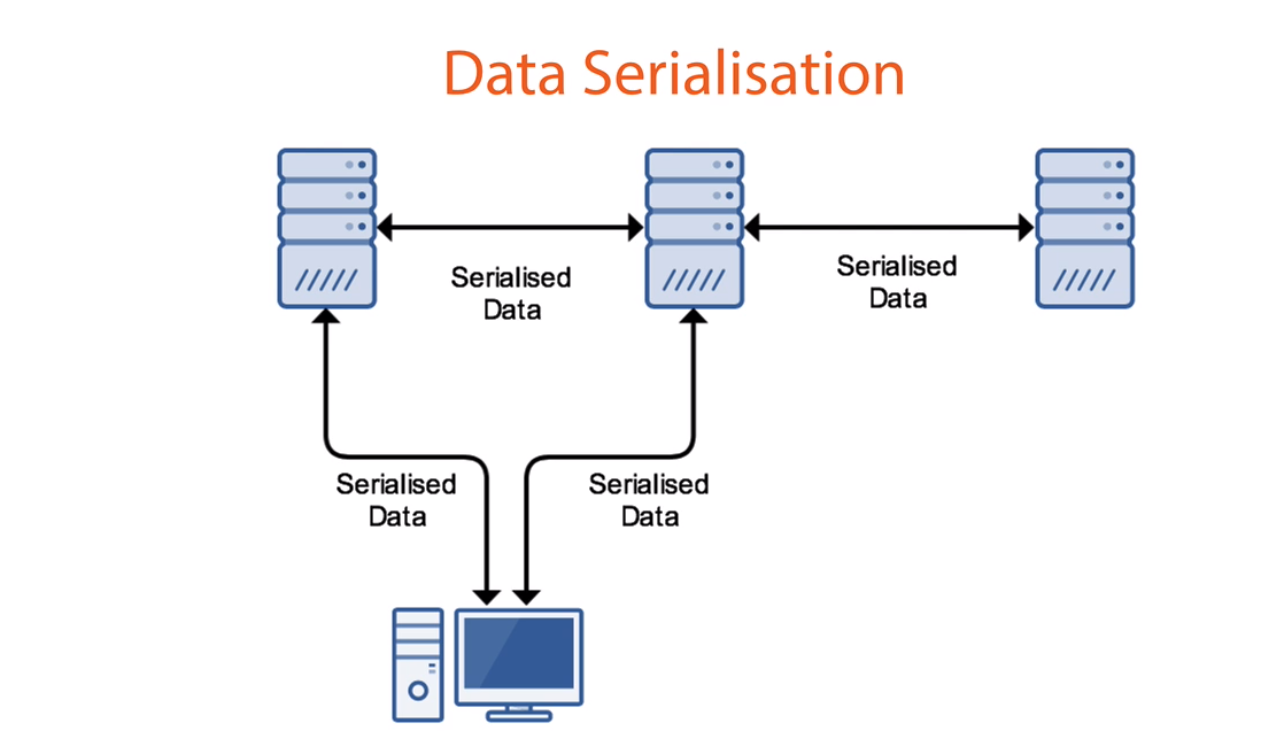 Data Serialisation
Serialised
Data
Serialised
Data
Serialised
Data
Serialised
Data